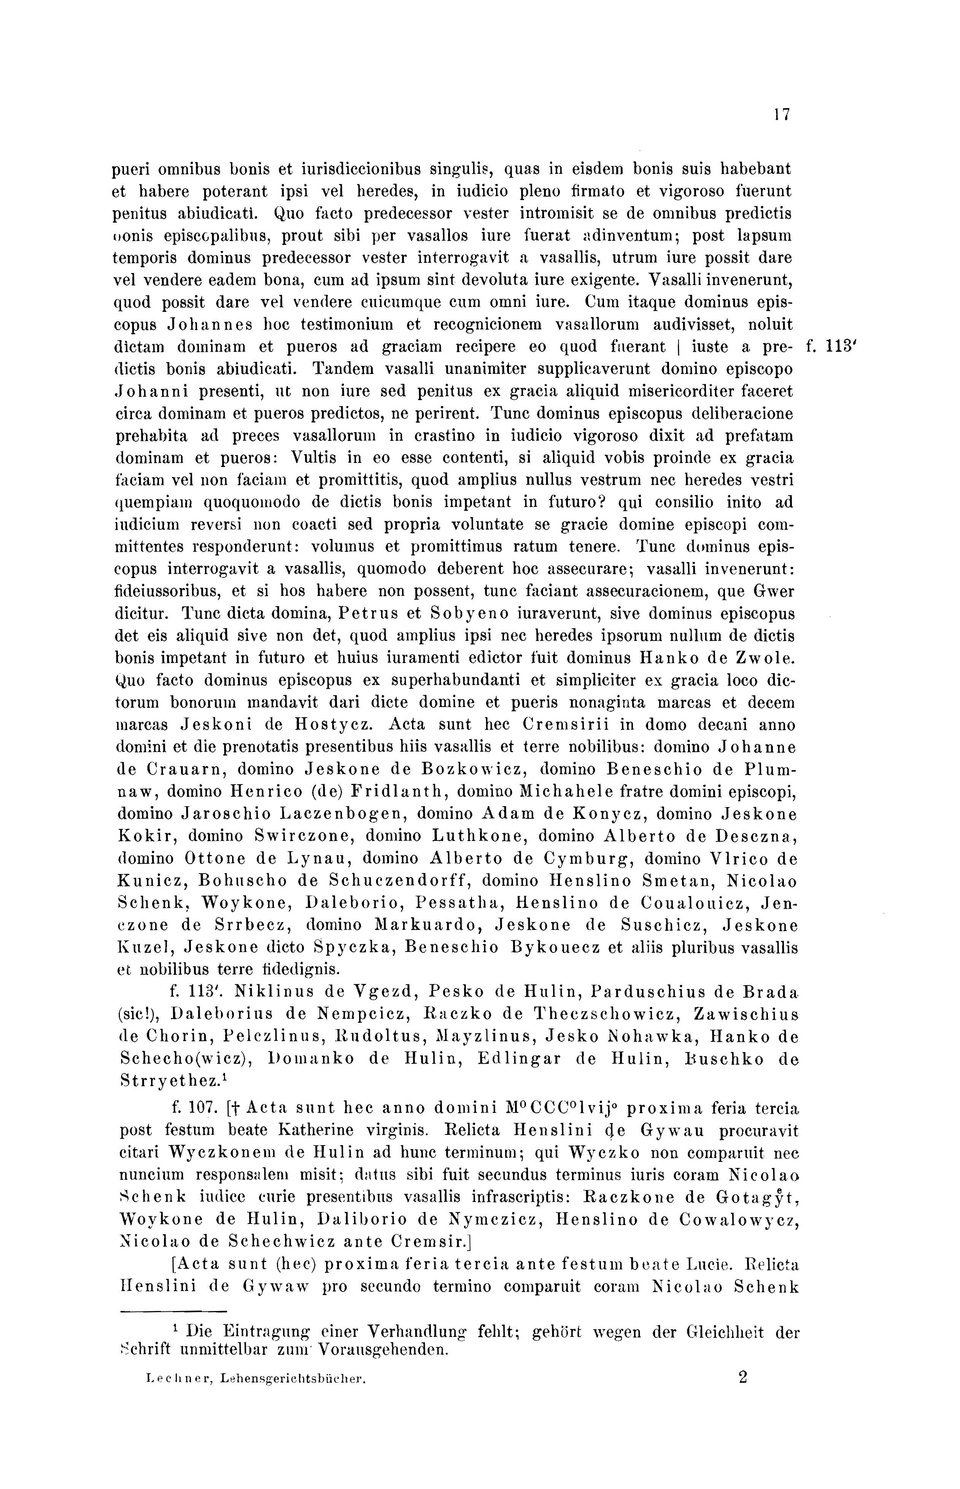 17
pueri omnibus bonis et iurisdiccionibus singulis, quas in eisdem bonis suis habebant
et habere poterant ipsi vel heredes, in iudicio pleno firmato et vigoroso fuerunt
penitus abiudicati. Quo facto predecessor vester intromisit se de omnibus predictis
bonis episcopalibus, prout sibi per vasallos iure fuerat adinventum; post lapsum
temporis dominus predecessor vester interrogavit a vasallis, utrum iure possit dare
vel vendere eadem bona, cum ad ipsum sint devoluta iure exigente. Vasalli invenerunt,
quod possit dare vel vendere cuicumque cum omni iure. Cum itaque dominus epis-
copus Johannes hoc testimonium et recognicionem vasallorum audivisset, noluit
dictam dominam et pueros ad graciam recipere eo quod fuerant | iuste a pre- f. 113'
dictis bonis abiudicati. Tandem vasalli unanimiter supplicaverunt domino episcopo
Johanni presenti, ut non iure sed penitus ex gracia aliquid misericorditer faceret
circa dominam et pueros predictos, ne perirent. Tunc dominus episcopus deliberacione
prehabita ad preces vasallorum in crastino in iudicio vigoroso dixit ad prefatam
dominam et pueros: Vultis in eo esse contenti, si aliquid vobis proinde ex gracia
faciam vel non faciam et promittitis, quod amplius nullus vestrum nec heredes vestri
quempiam quoquomodo de dictis bonis impetant in futuro? qui consilio inito ad
iudicium reversi non coacti sed propria voluntate se gracie domine episcopi com-
mittentes responderunt: volumus et promittimus ratum tenere. Tunc dominus epis-
copus interrogavit a vasallis, quomodo deberent hoc assecurare; vasalli invenerunt:
fideiussoribus, et si hos habere non possent, tunc faciant assecuracionem, que Gwer
dicitur. Tunc dicta domina, Petrus et Sobyeno iuraverunt, sive dominus episcopus
det eis aliquid sive non det, quod amplius ipsi nec heredes ipsorum nullum de dictis
bonis impetant in futuro et huius iuramenti edictor fuit dominus Hanko de Zwole.
Quo facto dominus episcopus ex superhabundanti et simpliciter ex gracia loco dic-
torum bonorum mandavit dari dicte domine et pueris nonaginta marcas et decem
marcas Jeskoni de Hostycz. Acta sunt hec Cremsirii in domo decani anno
domini et die prenotatis presentibus hiis vasallis et terre nobilibus: domino Johanne
de Crauarn, domino Jeskone de Bozkowicz, domino Beneschio de Plum-
naw, domino Henrico (de) Fridlanth, domino Michahele fratre domini episcopi,
domino Jaroschio Laczenbogen, domino Adam de Konycz, domino Jeskone
Kokir, domino Swirczone, domino Luthkone, domino Alberto de Desczna,
domino Ottone de Lynau, domino Alberto de Cymburg, domino Vlrico de
Kunicz, Bohuscho de Schuczendorff, domino Henslino Smetan, Nicolao
Schenk, Woykone, Daleborio, Pessatha, Henslino de Coualouicz, Jen-
czone de Srrbecz, domino Markuardo, Jeskone de Suschicz, Jeskone
Kuzel, Jeskone dicto Spyczka, Beneschio Bykouecz et aliis pluribus vasallis
et nobilibus terre fidedignis.
f. 113'. Niklinus de Vgezd, Pesko de Hulin, Parduschius de Brada
(sic!), Daleborius de Nempcicz, Raczko de Theczschowicz, Zawischius
de Chorin, Pelczlinus, Rudoltus, Mayzlinus, Jesko Nohawka, Hanko de
Schecho(wicz), Domanko de Hulin, Edlingar de Hulin, Buschko de
Strryethez.¹
f. 107. [† Acta sunt hec anno domini M⁰CCC⁰lvij⁰ proxima feria tercia
post festum beate Katherine virginis. Relicta Henslini de Gywau procuravit
citari Wyczkonem de Hulin ad hunc terminum; qui Wyczko non comparuit nec
nuncium responsalem misit; datus sibi fuit secundus terminus iuris coram Nicolao
Schenk iudice curie presentibus vasallis infrascriptis: Raczkone de Gotagẙt,
Woykone de Hulin, Daliborio de Nymczicz, Henslino de Cowalowycz,
Nicolao de Schechwicz ante Cremsir.]
[Acta sunt (hec) proxima feria tercia ante festum beate Lucie. Relicta
Henslini de Gywaw pro secundo termino comparuit coram Nicolao Schenk
¹ Die Eintragung einer Verhandlung fehlt; gehört wegen der Gleichheit der
Schrift unmittelbar zum Vorausgehenden.
Lechner, Lehensgerichtsbücher. 2